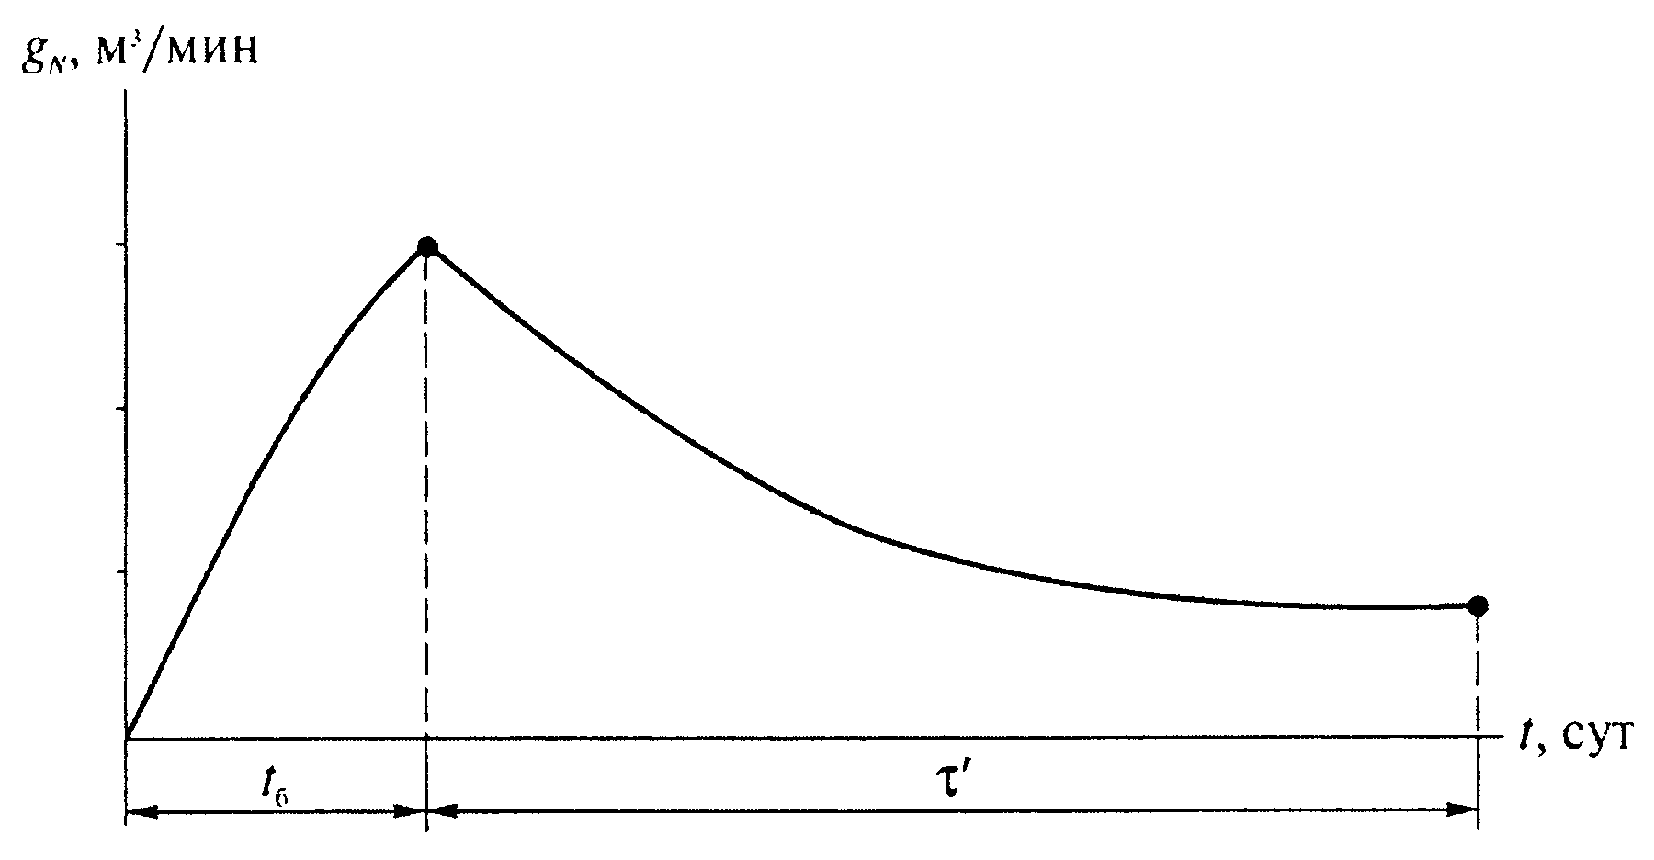 g_N, м³/мин
t, сут
t_б
τ′